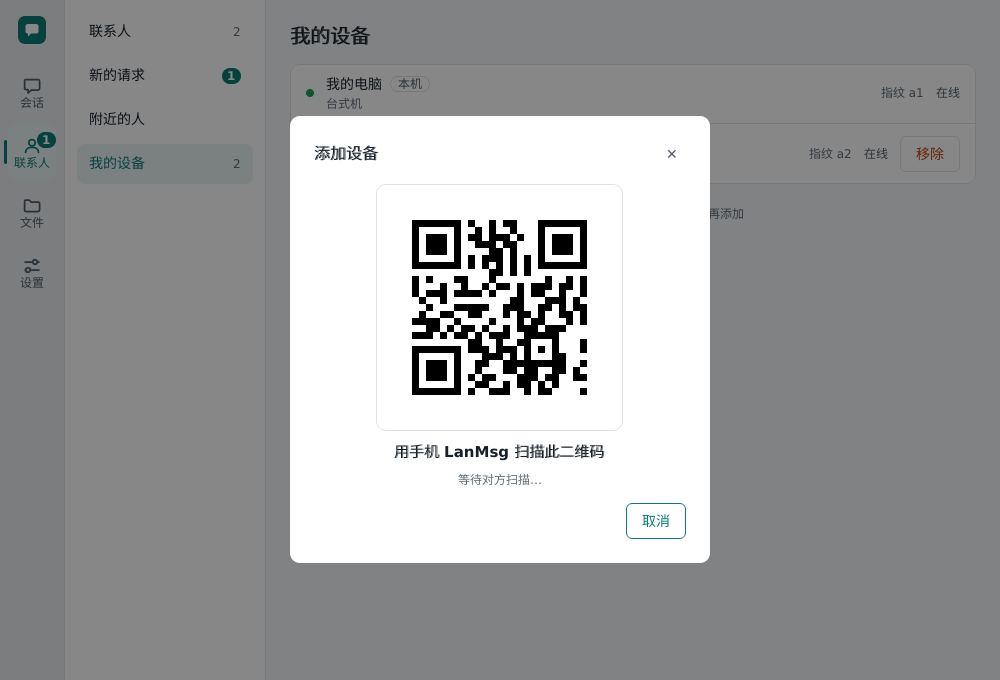 会话
1
联系人
文件
设置
联系人 2
新的请求 1
附近的人
我的设备 2
我的设备
我的电脑 本机
台式机
指纹 a1 在线
指纹 a2 在线 移除
再添加
添加设备 ×
用手机 LanMsg 扫描此二维码
等待对方扫描…
取消